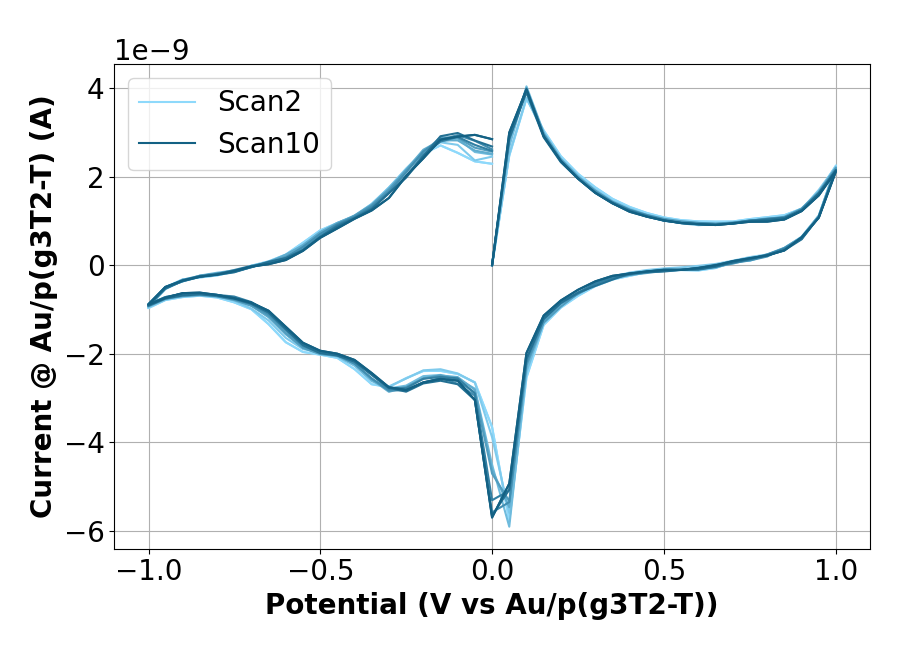 1e−9
Scan2
Scan10
4
2
0
−2
−4
−6
Current @ Au/p(g3T2-T) (A)
−1.0 −0.5 0.0 0.5 1.0
Potential (V vs Au/p(g3T2-T))